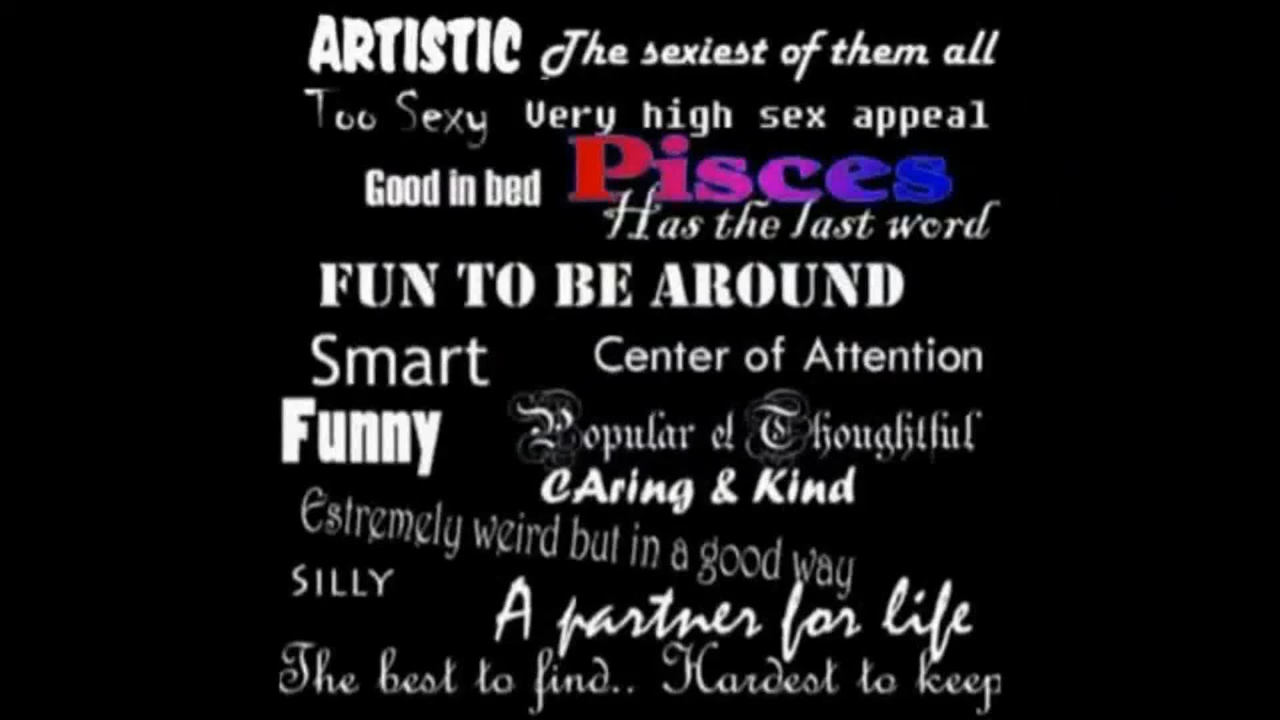 ARTISTIC The sexiest of them all
Too Sexy Very high sex appeal
Good in bed Pisces
Has the last word
FUN TO BE AROUND
Smart Center of Attention
Funny Popular & Thoughtful
CAring & Kind
Estremely weird but in a good way
SILLY
A partner for life
The best to find.. Hardest to keep